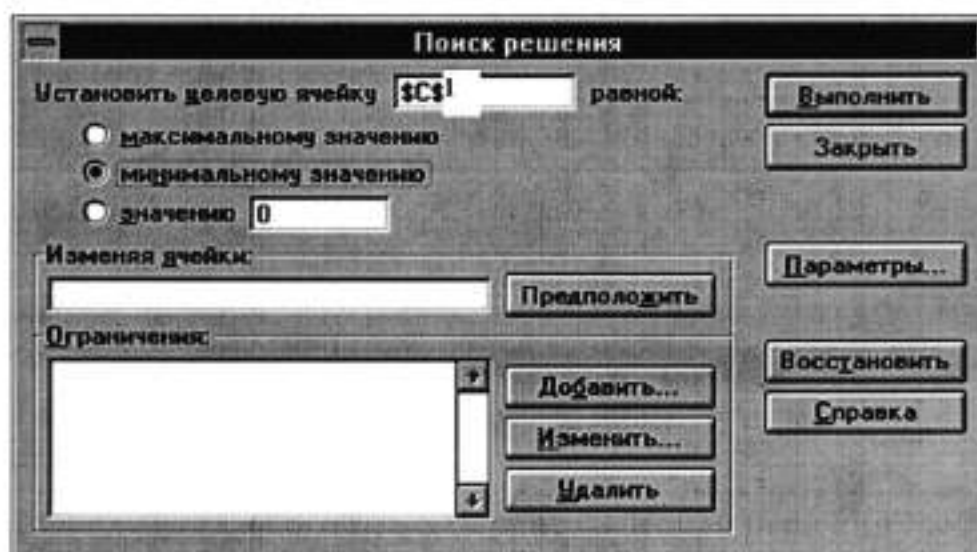 Поиск решения
Установить целевую ячейку $C$ равной:
максимальному значению
минимальному значению
значению 0
Изменяя ячейки:
Предположить
Ограничения:
Добавить...
Изменить...
Удалить
Выполнить
Закрыть
Параметры...
Восстановить
Справка